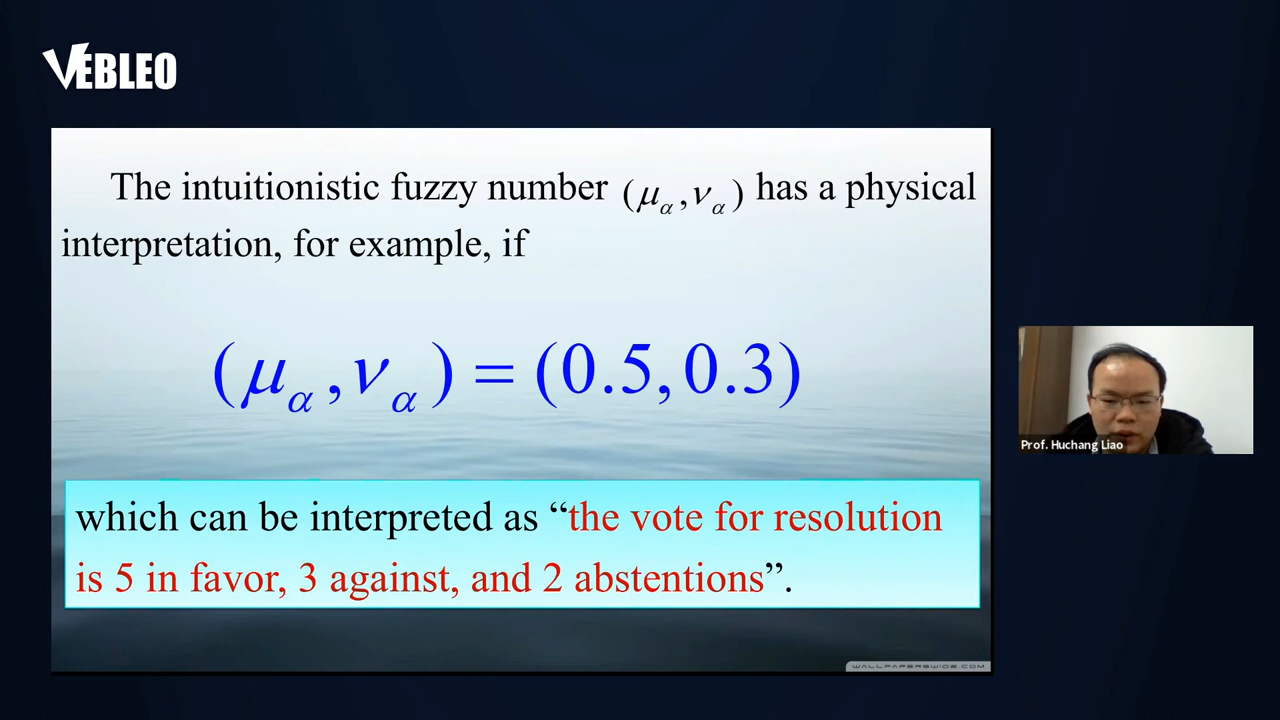 VEBLEO
The intuitionistic fuzzy number (μα,να) has a physical
interpretation, for example, if
(μα,να) = (0.5,0.3)
which can be interpreted as “the vote for resolution
is 5 in favor, 3 against, and 2 abstentions”.
Prof. Huchang Liao
WALLPAPERSWIDE.COM